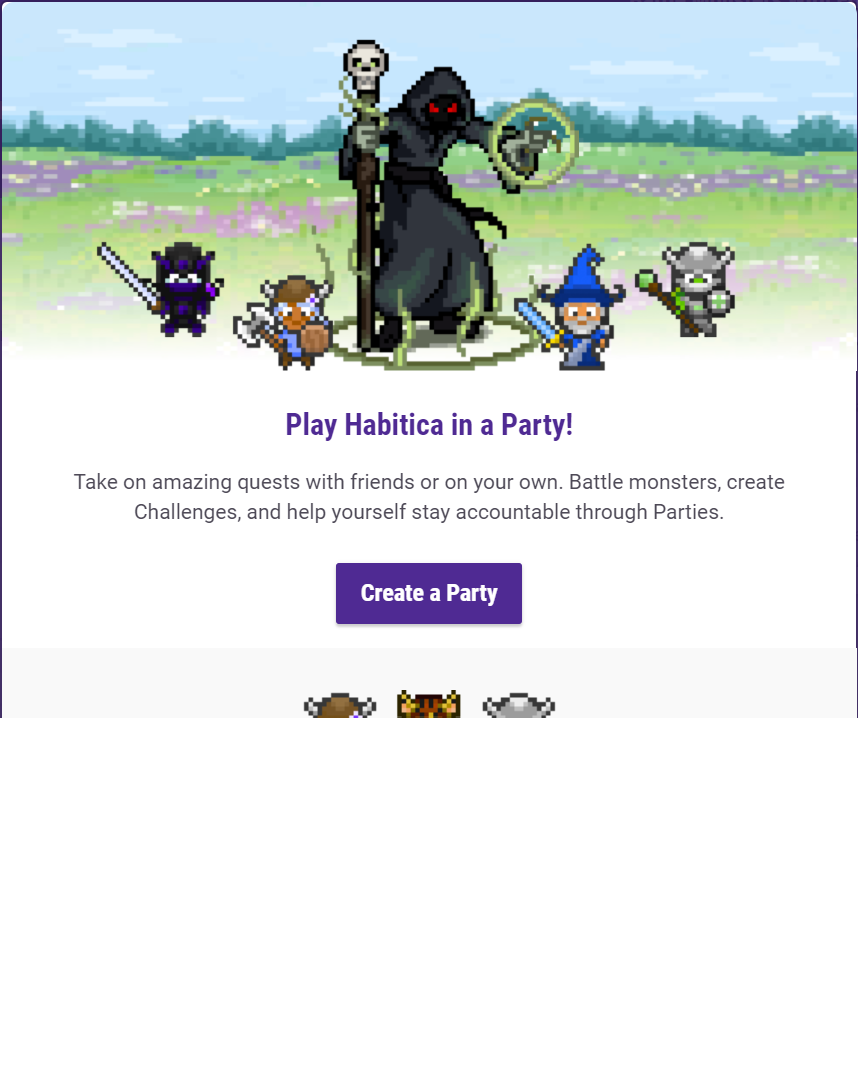 Play Habitica in a Party!
Take on amazing quests with friends or on your own. Battle monsters, create
Challenges, and help yourself stay accountable through Parties.
Create a Party